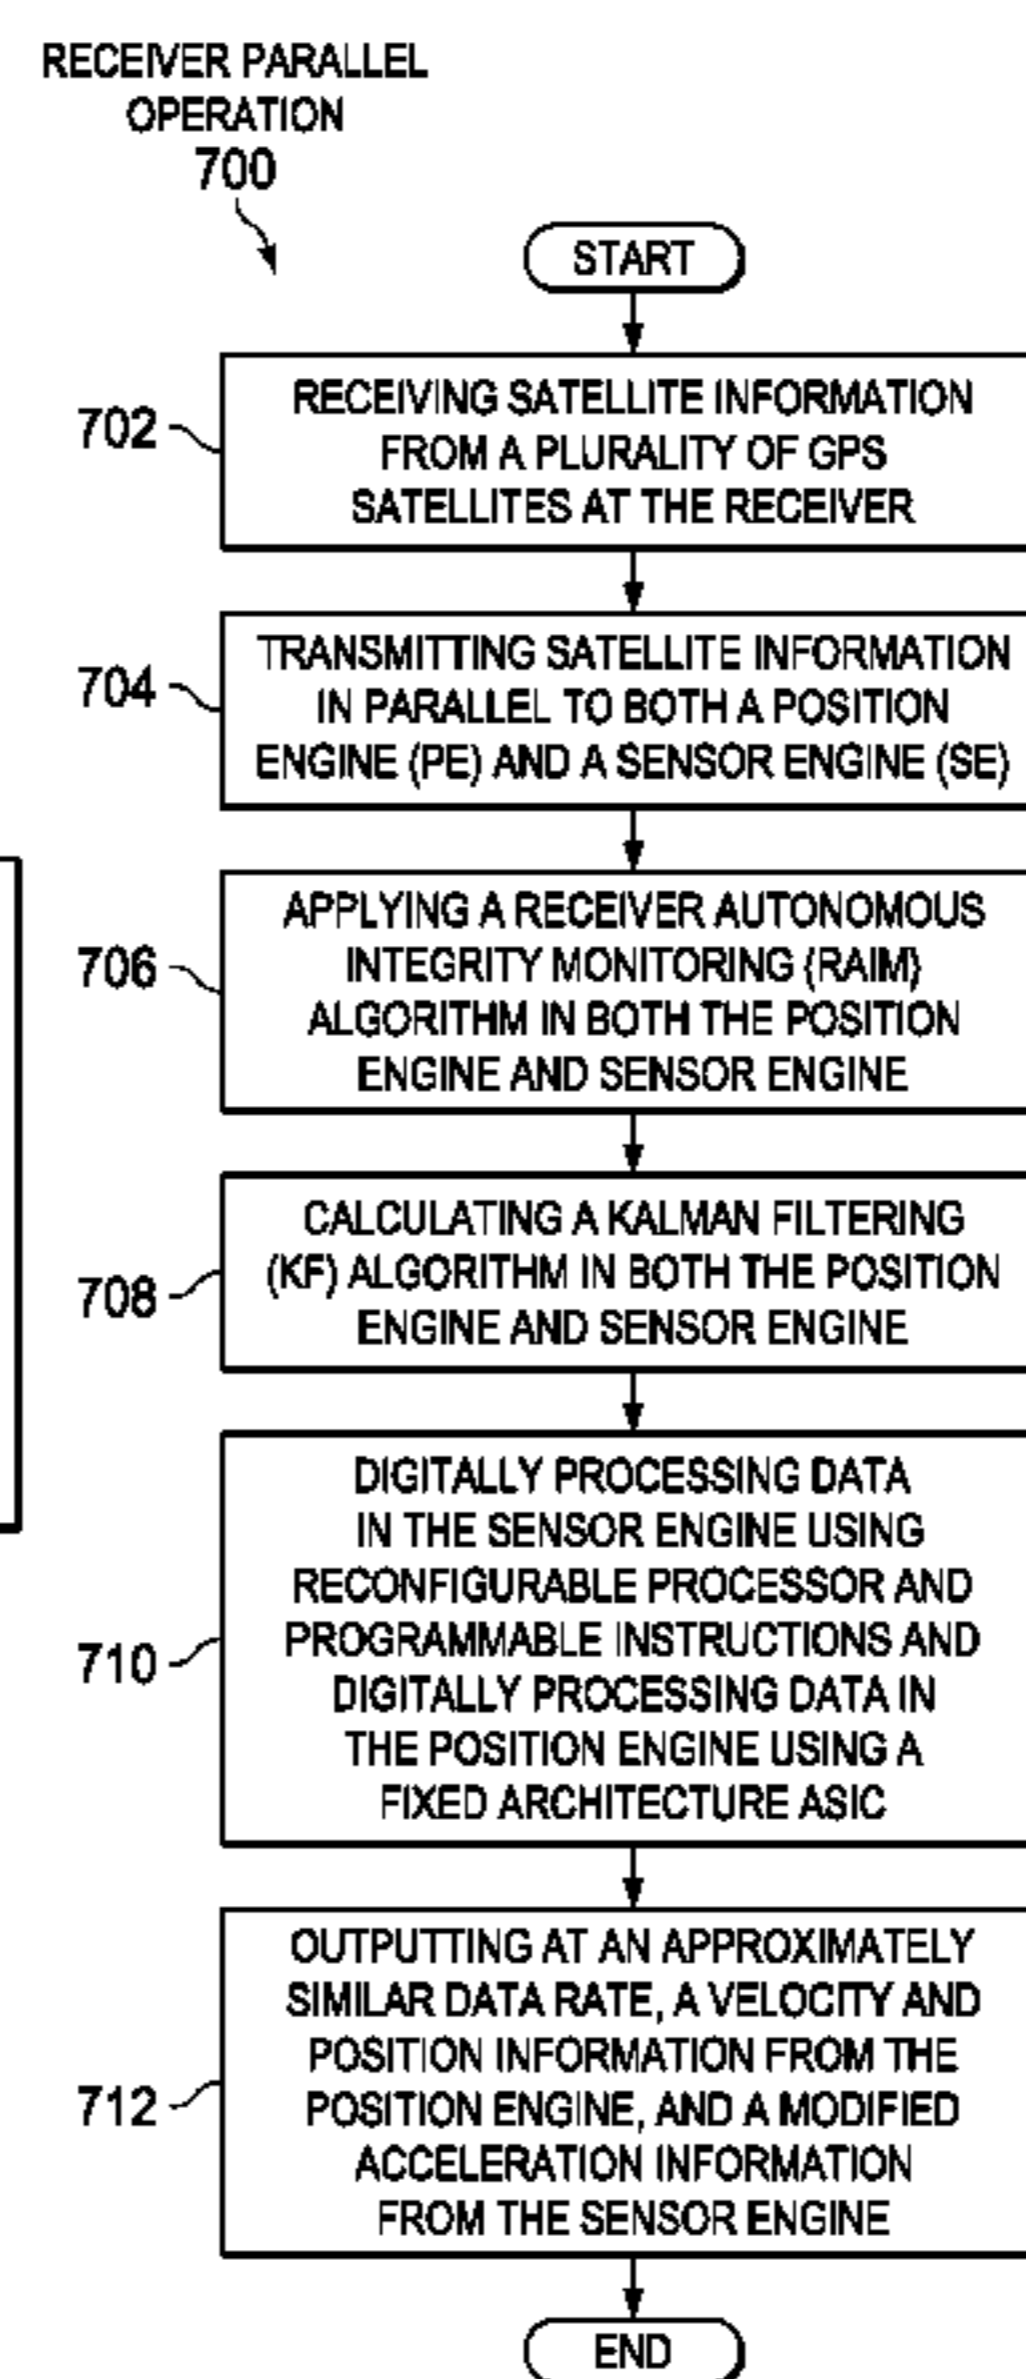 RECEIVER PARALLEL
OPERATION
700
START
702
RECEIVING SATELLITE INFORMATION
FROM A PLURALITY OF GPS
SATELLITES AT THE RECEIVER
704
TRANSMITTING SATELLITE INFORMATION
IN PARALLEL TO BOTH A POSITION
ENGINE (PE) AND A SENSOR ENGINE (SE)
706
APPLYING A RECEIVER AUTONOMOUS
INTEGRITY MONITORING (RAIM)
ALGORITHM IN BOTH THE POSITION
ENGINE AND SENSOR ENGINE
708
CALCULATING A KALMAN FILTERING
(KF) ALGORITHM IN BOTH THE POSITION
ENGINE AND SENSOR ENGINE
710
DIGITALLY PROCESSING DATA
IN THE SENSOR ENGINE USING
RECONFIGURABLE PROCESSOR AND
PROGRAMMABLE INSTRUCTIONS AND
DIGITALLY PROCESSING DATA IN
THE POSITION ENGINE USING A
FIXED ARCHITECTURE ASIC
712
OUTPUTTING AT AN APPROXIMATELY
SIMILAR DATA RATE, A VELOCITY AND
POSITION INFORMATION FROM THE
POSITION ENGINE, AND A MODIFIED
ACCELERATION INFORMATION
FROM THE SENSOR ENGINE
END